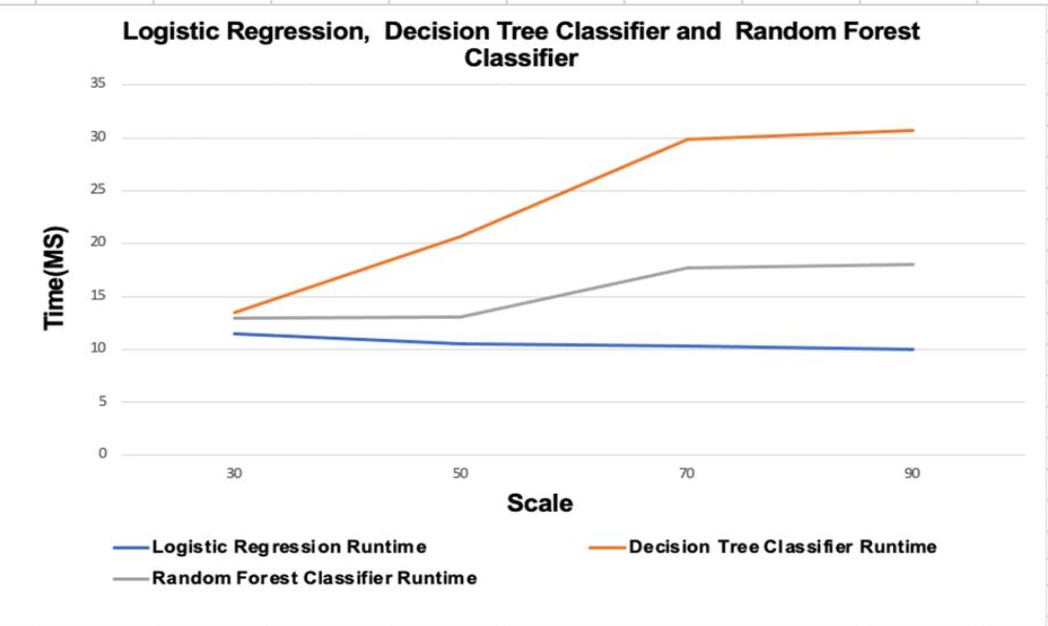 Logistic Regression, Decision Tree Classifier and Random Forest
Classifier
35
30
25
20
15
10
5
0
Time(MS)
30 50 70 90
Scale
Logistic Regression Runtime Decision Tree Classifier Runtime
Random Forest Classifier Runtime